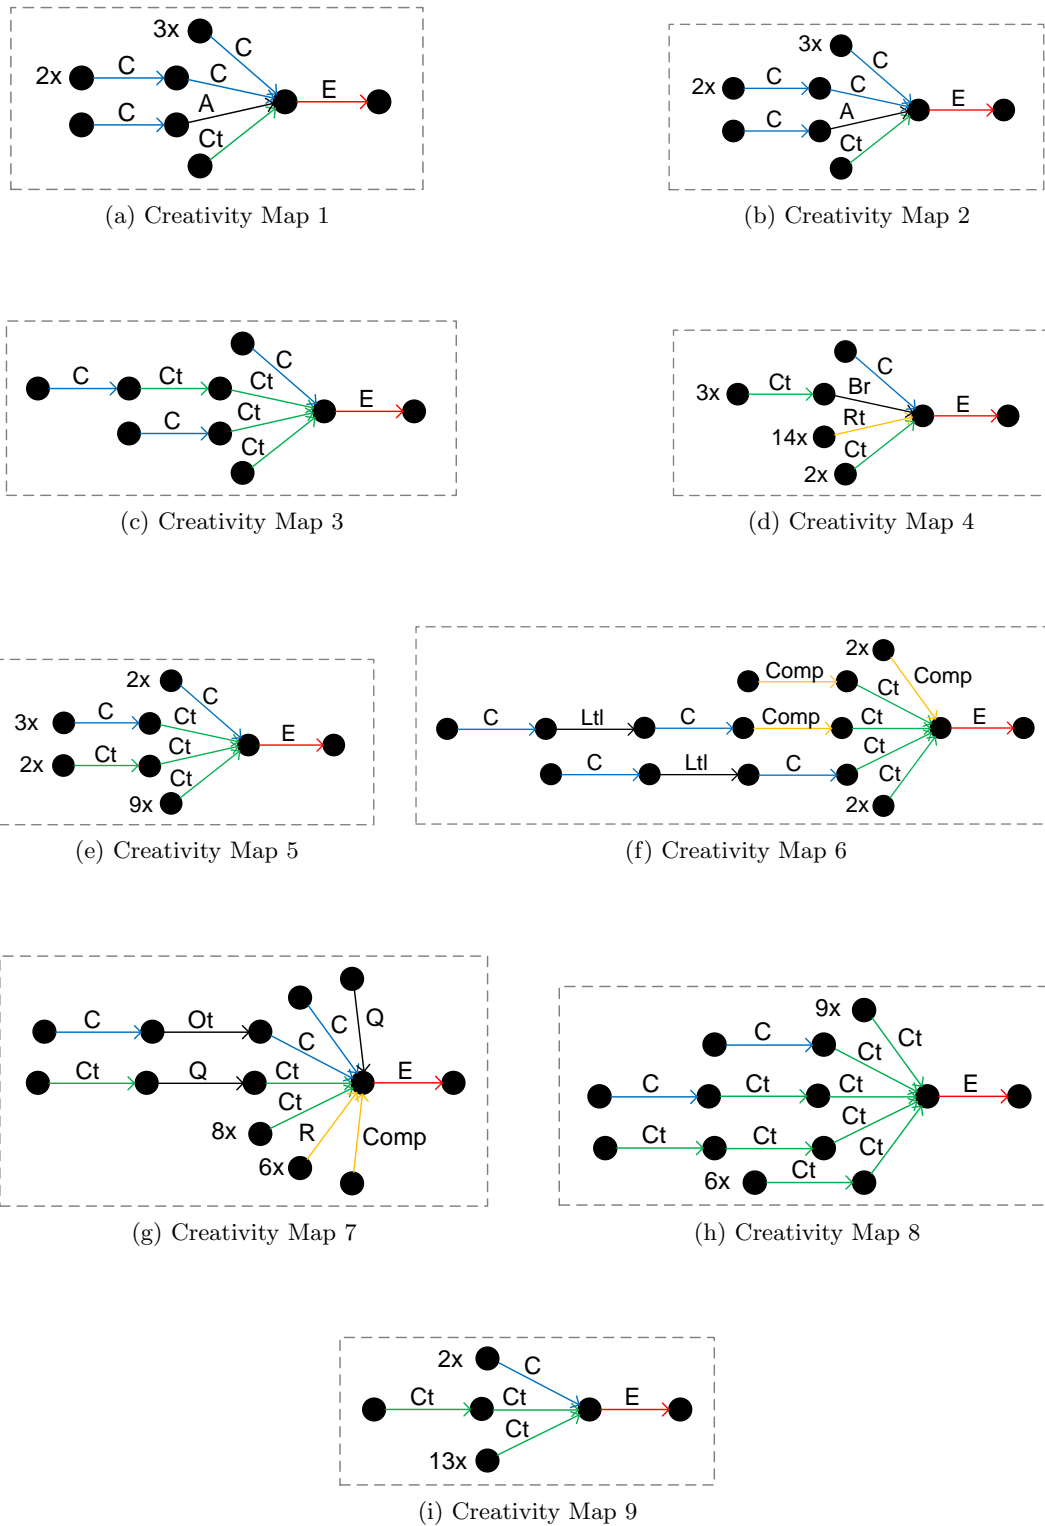 3x
C
2x
C
C
E
A
C
Ct
(a) Creativity Map 1
3x
C
2x
C
C
E
A
C
Ct
(b) Creativity Map 2
C
C
Ct
Ct
E
Ct
C
Ct
(c) Creativity Map 3
C
3x
Ct
Br
E
Rt
14x
Ct
2x
(d) Creativity Map 4
2x
C
3x
C
Ct
E
2x
Ct
Ct
Ct
9x
(e) Creativity Map 5
2x
Comp
Comp
Ct
C
Ltl
C
Comp
Ct
E
Ct
C
Ltl
C
Ct
2x
(f) Creativity Map 6
Q
C
C
Ot
C
Ct
Q
Ct
E
Ct
8x
R
Comp
6x
(g) Creativity Map 7
9x
Ct
C
Ct
C
Ct
Ct
E
Ct
Ct
Ct
Ct
6x
Ct
(h) Creativity Map 8
2x
C
Ct
Ct
E
Ct
13x
(i) Creativity Map 9